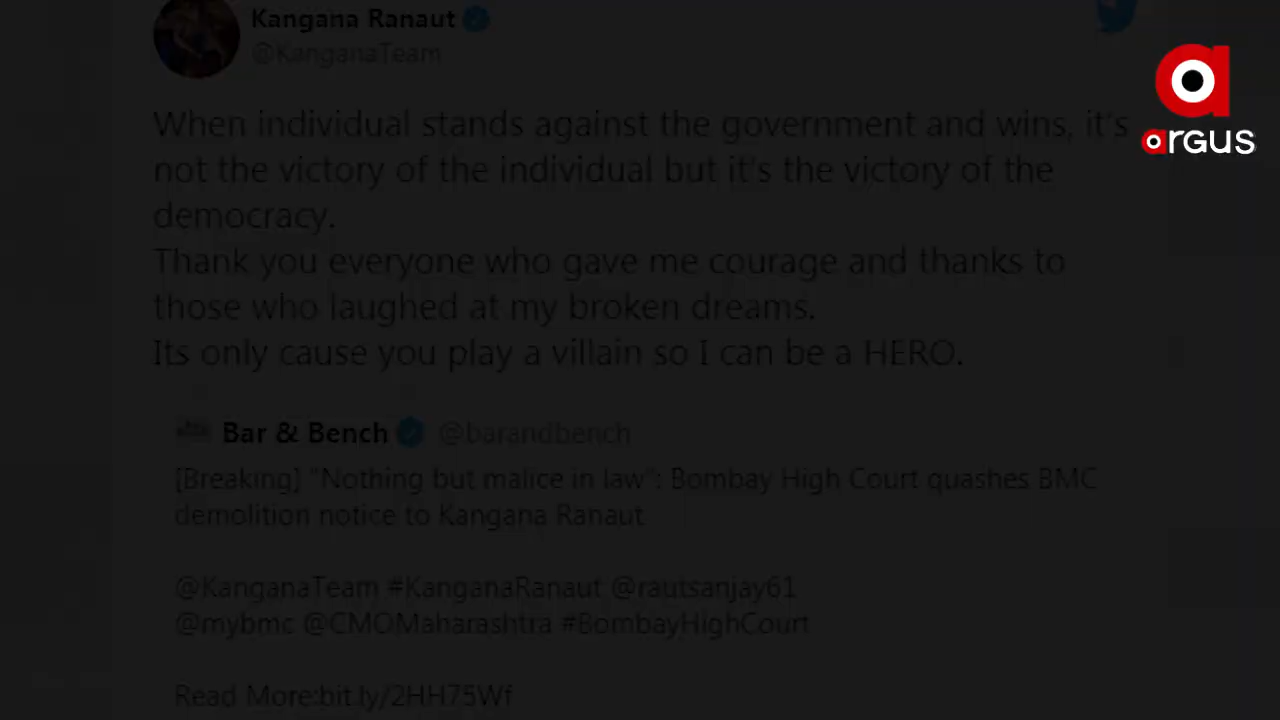 Kangana Ranaut
@KanganaTeam
argus
When individual stands against the government and wins, it's
not the victory of the individual but it's the victory of the
democracy.
Thank you everyone who gave me courage and thanks to
those who laughed at my broken dreams.
Its only cause you play a villain so I can be a HERO.
Bar & Bench @barandbench
[Breaking] "Nothing but malice in law": Bombay High Court quashes BMC
demolition notice to Kangana Ranaut
@KanganaTeam #KanganaRanaut @rautsanjay61
@mybmc @CMOMaharashtra #BombayHighCourt
Read More:bit.ly/2HH75Wf